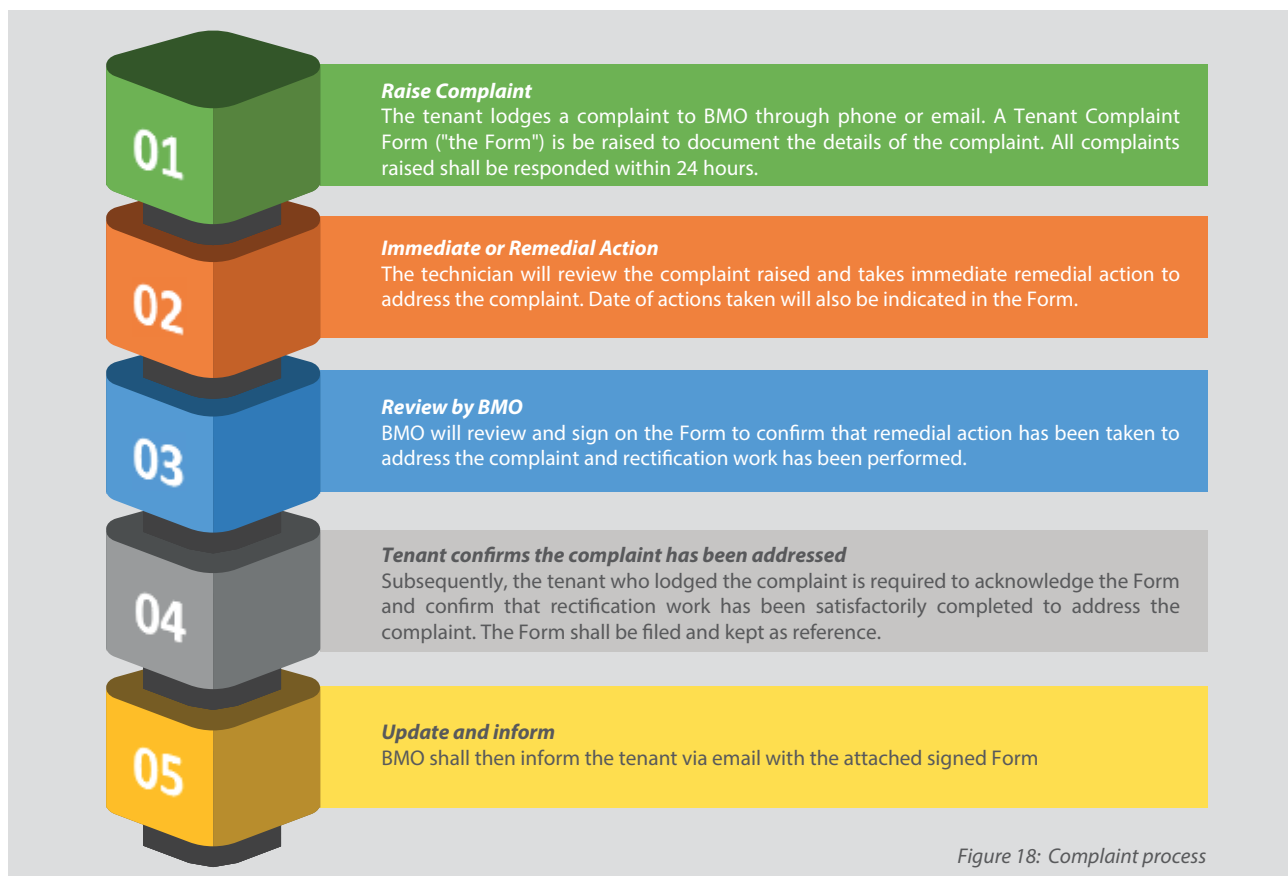 01
Raise Complaint
The tenant lodges a complaint to BMO through phone or email. A Tenant Complaint
Form ("the Form") is be raised to document the details of the complaint. All complaints
raised shall be responded within 24 hours.
02
Immediate or Remedial Action
The technician will review the complaint raised and takes immediate remedial action to
address the complaint. Date of actions taken will also be indicated in the Form.
03
Review by BMO
BMO will review and sign on the Form to confirm that remedial action has been taken to
address the complaint and rectification work has been performed.
04
Tenant confirms the complaint has been addressed
Subsequently, the tenant who lodged the complaint is required to acknowledge the Form
and confirm that rectification work has been satisfactorily completed to address the
complaint. The Form shall be filed and kept as reference.
05
Update and inform
BMO shall then inform the tenant via email with the attached signed Form
Figure 18: Complaint process